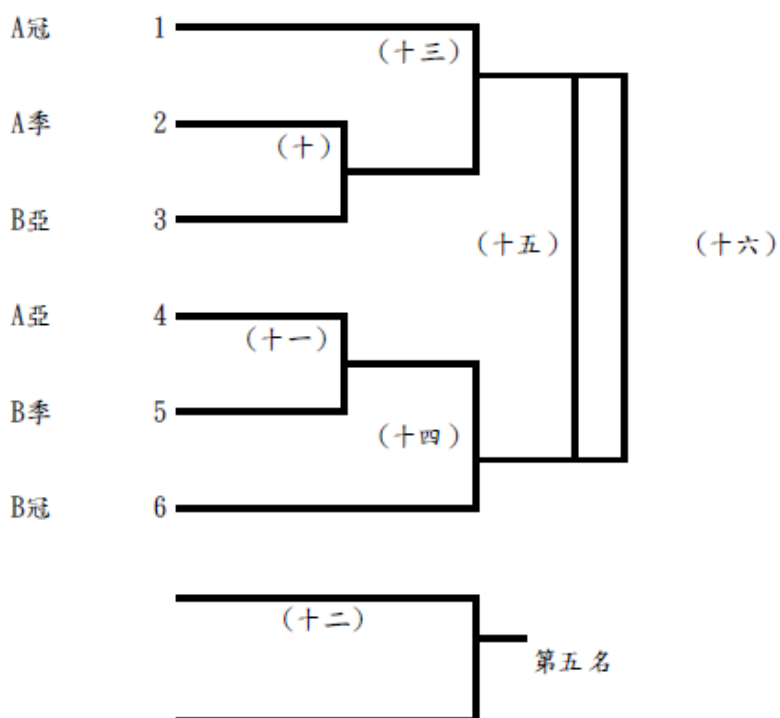 A冠 1
(十三)
A季 2
(十)
B亞 3
(十五) (十六)
A亞 4
(十一)
B季 5
(十四)
B冠 6
(十二)
第五名